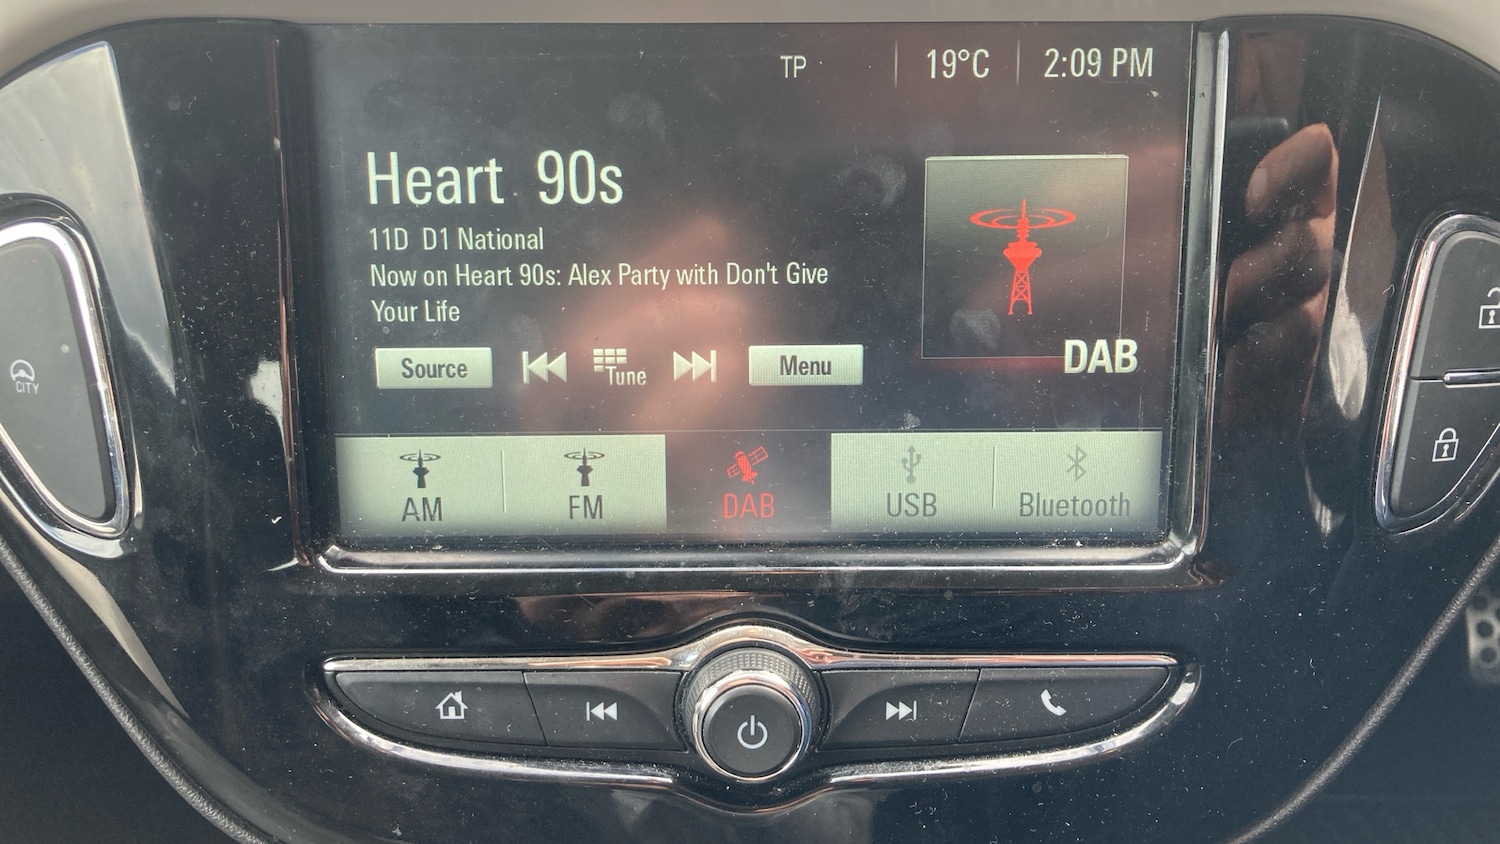 TP 19°C 2:09 PM
Heart 90s
11D D1 National
Now on Heart 90s: Alex Party with Don't Give
Your Life
DAB
Source Tune Menu
AM FM DAB USB Bluetooth
CITY